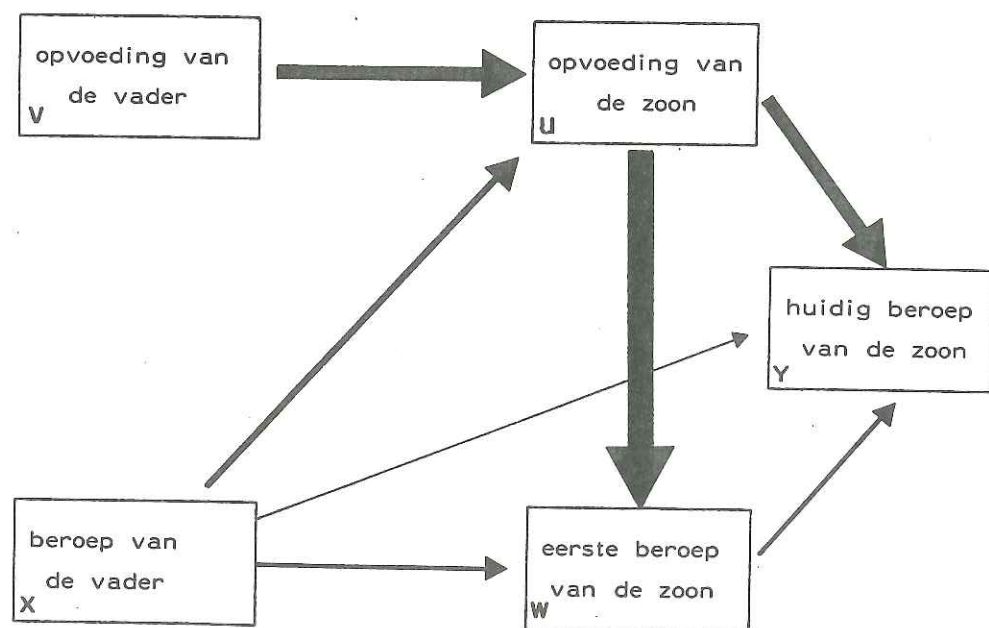 opvoeding van
de vader
V
opvoeding van
de zoon
U
huidig beroep
van de zoon
Y
beroep van
de vader
X
eerste beroep
van de zoon
W